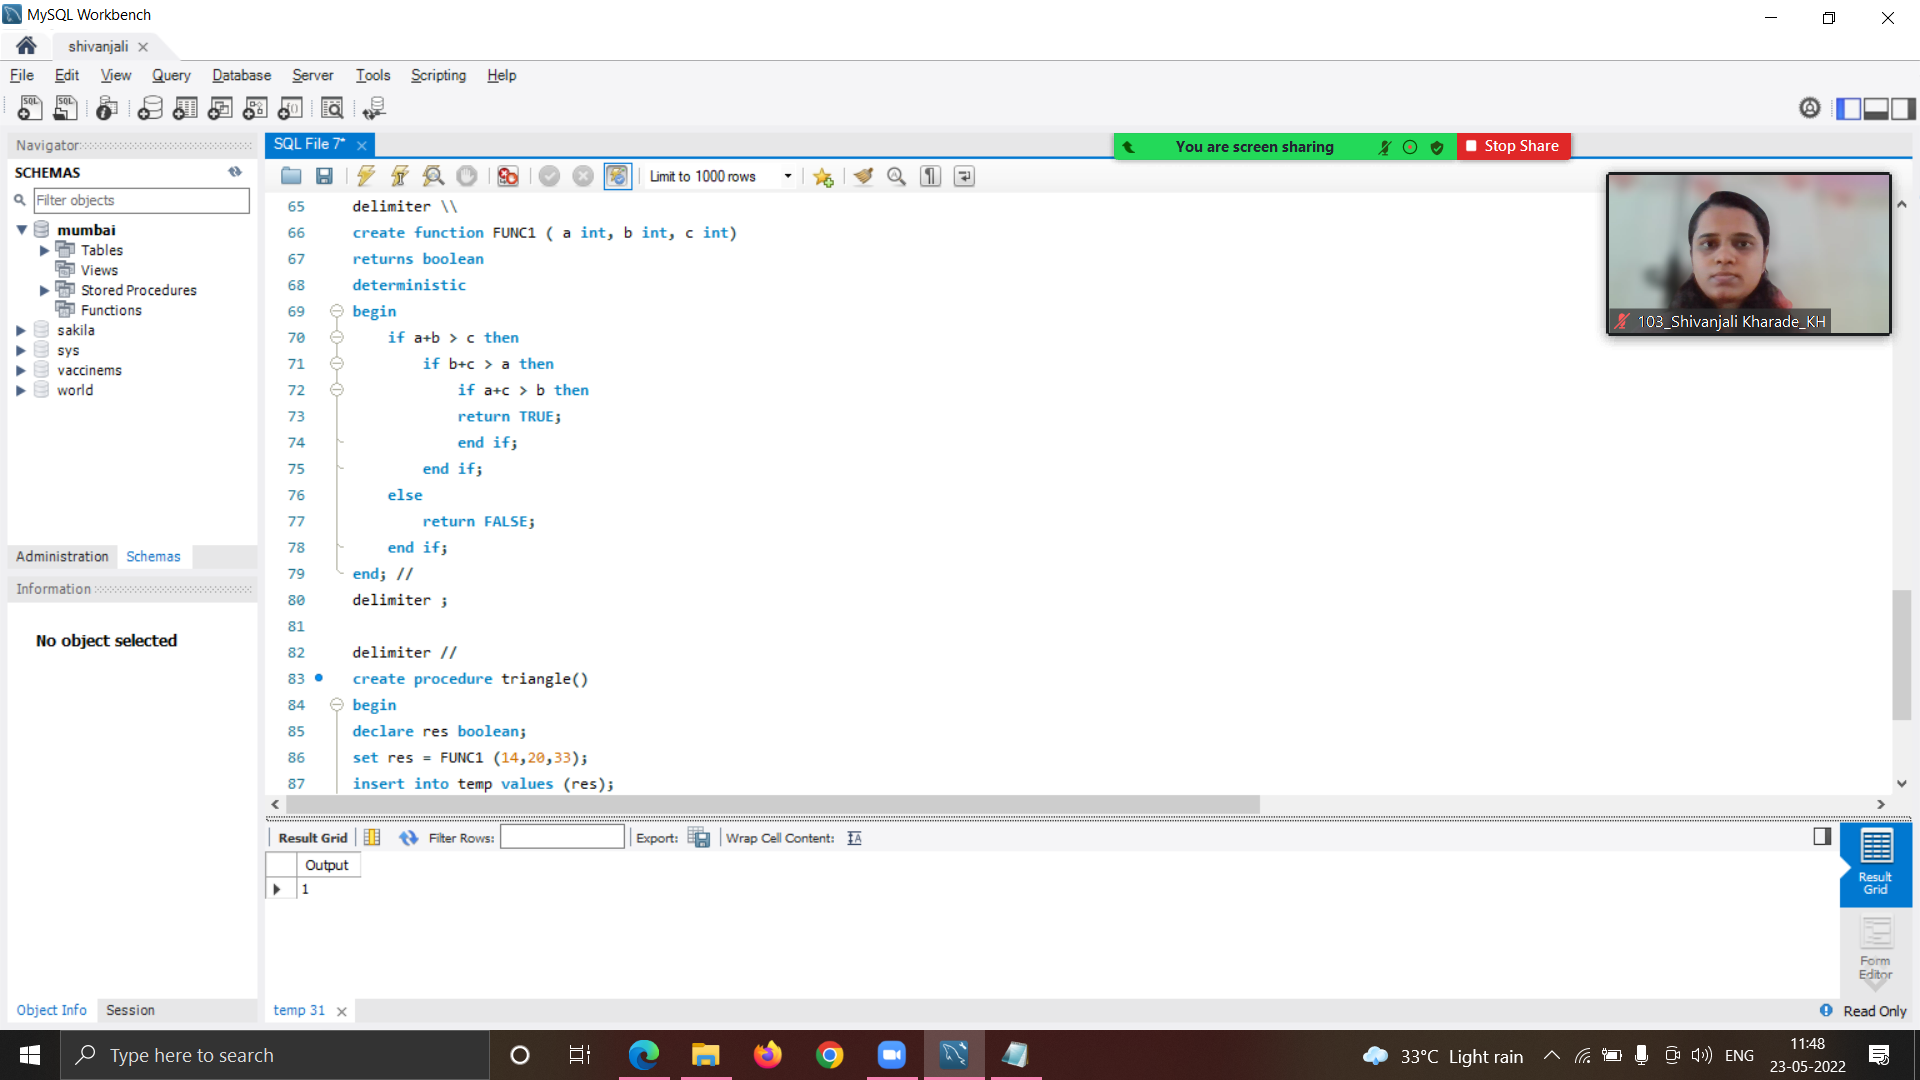 MySQL Workbench
shivanjali
File Edit View Query Database Server Tools Scripting Help
Navigator
SQL File 7*
You are screen sharing
Stop Share
SCHEMAS
Limit to 1000 rows
Filter objects
mumbai
Tables
Views
Stored Procedures
Functions
sakila
sys
vaccinems
world
65 delimiter \\
66 create function FUNC1 ( a int, b int, c int)
67 returns boolean
68 deterministic
69 begin
70 if a+b > c then
71 if b+c > a then
72 if a+c > b then
73 return TRUE;
74 end if;
75 end if;
76 else
77 return FALSE;
78 end if;
79 end; //
80 delimiter ;
81
82 delimiter //
83 create procedure triangle()
84 begin
85 declare res boolean;
86 set res = FUNC1 (14,20,33);
87 insert into temp values (res);
103_Shivanjali Kharade_KH
Administration Schemas
Information
No object selected
Result Grid Filter Rows: Export: Wrap Cell Content:
Output
1
Result
Grid
Form
Editor
Object Info Session
temp 31
Read Only
Type here to search
33°C Light rain
ENG
11:48
23-05-2022